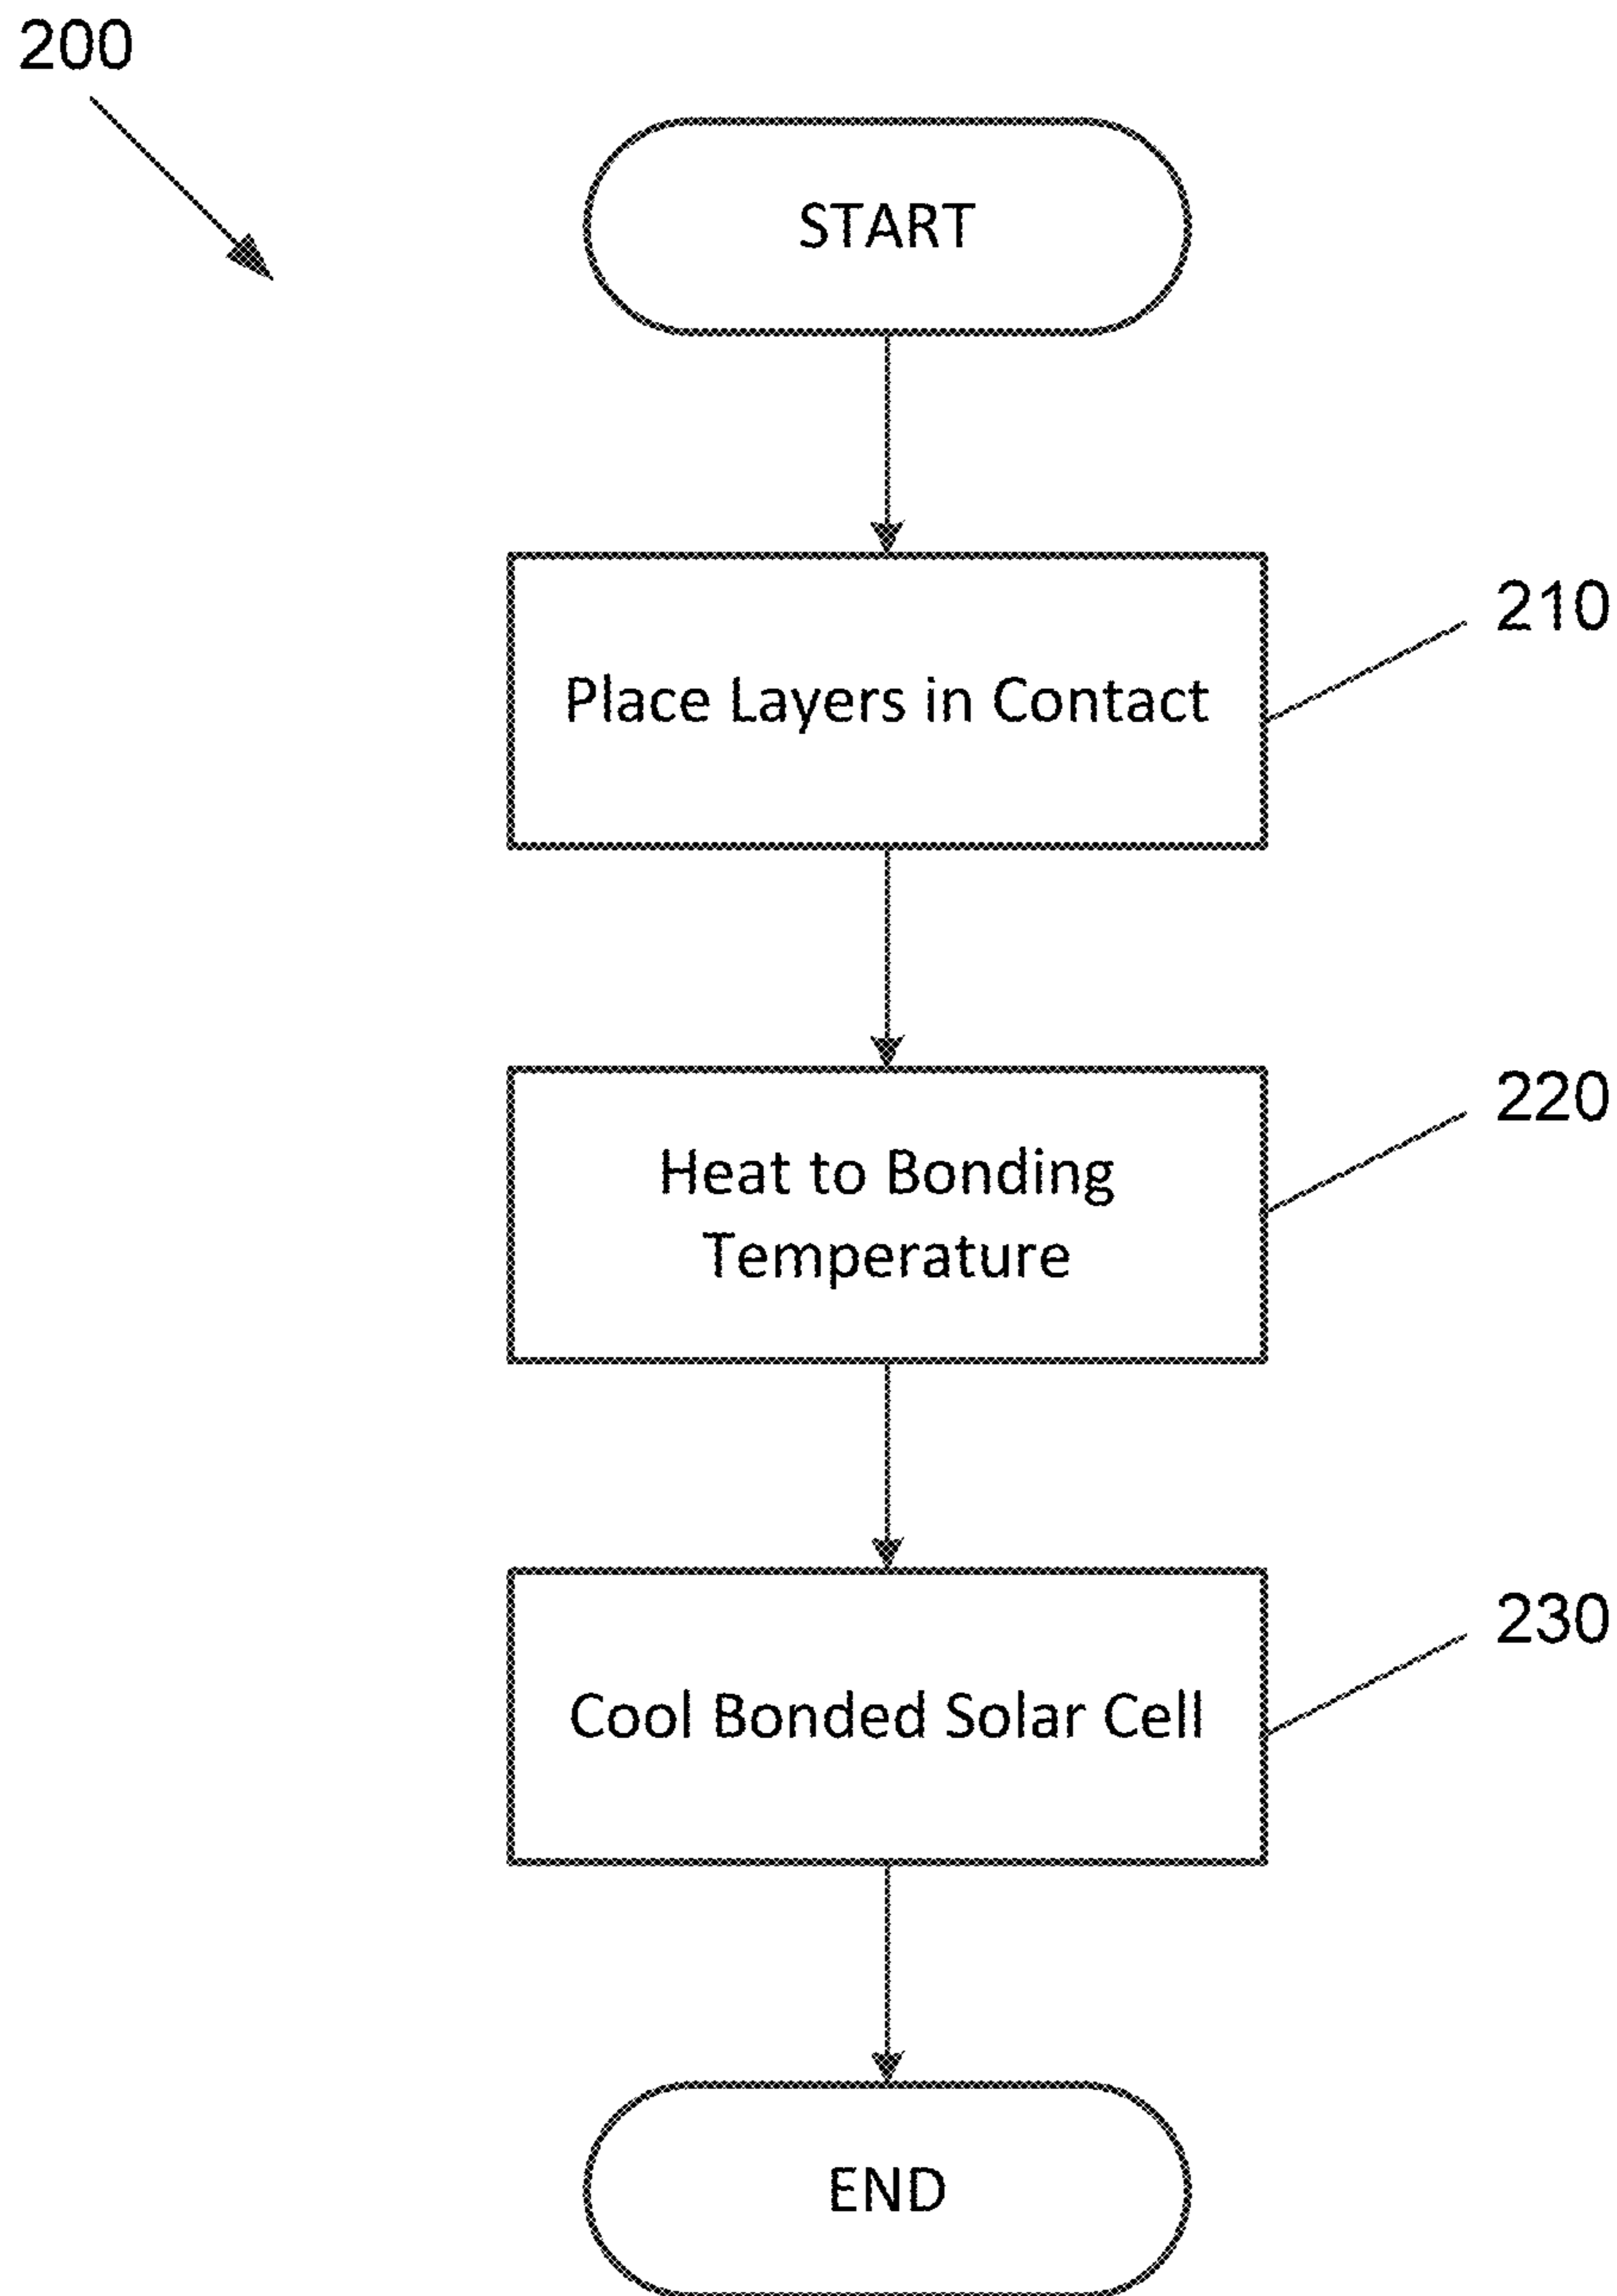 200
START
Place Layers in Contact
210
Heat to Bonding
Temperature
220
Cool Bonded Solar Cell
230
END